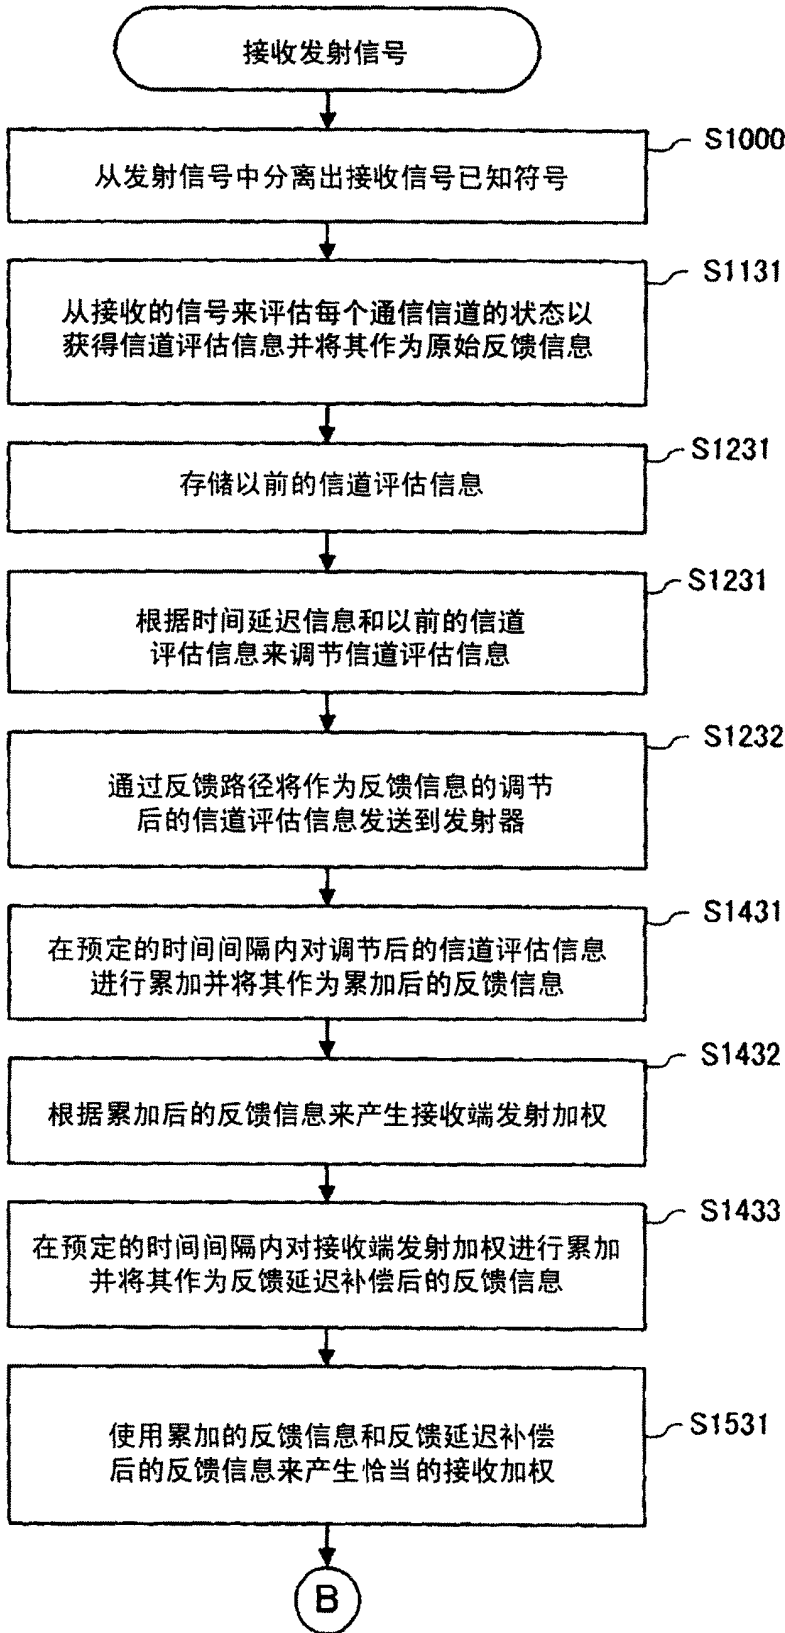 接收发射信号
S1000
从发射信号中分离出接收信号已知符号
S1131
从接收的信号来评估每个通信信道的状态以
获得信道评估信息并将其作为原始反馈信息
S1231
存储以前的信道评估信息
S1231
根据时间延迟信息和以前的信道
评估信息来调节信道评估信息
S1232
通过反馈路径将作为反馈信息的调节
后的信道评估信息发送到发射器
S1431
在预定的时间间隔内对调节后的信道评估信息
进行累加并将其作为累加后的反馈信息
S1432
根据累加后的反馈信息来产生接收端发射加权
S1433
在预定的时间间隔内对接收端发射加权进行累加
并将其作为反馈延迟补偿后的反馈信息
S1531
使用累加的反馈信息和反馈延迟补偿
后的反馈信息来产生恰当的接收加权
B